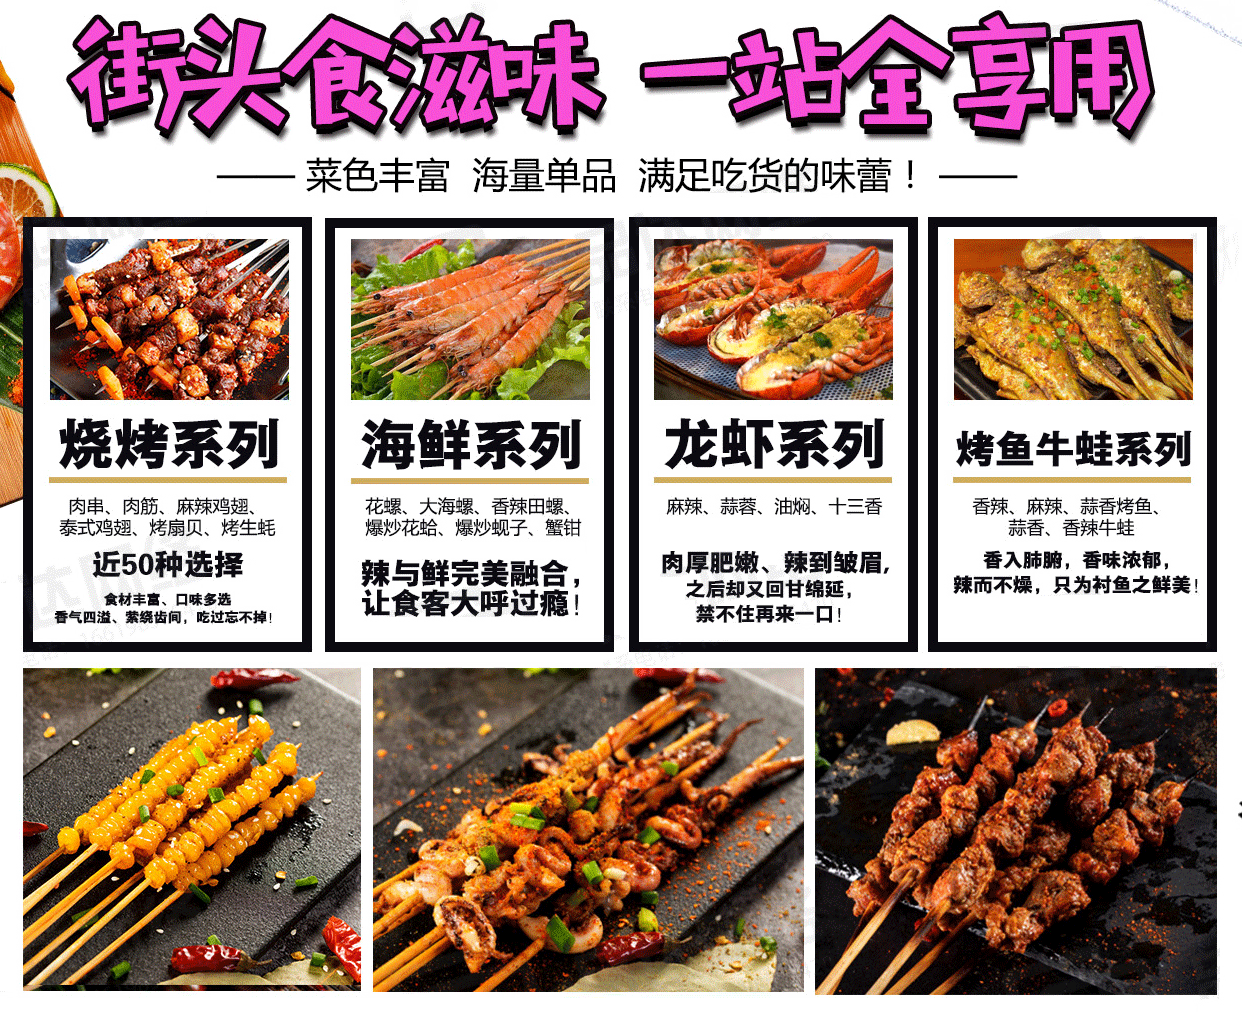 街头食滋味 一站全享用
—— 菜色丰富 海量单品 满足吃货的味蕾！ ——
烧烤系列
肉串、肉筋、麻辣鸡翅、
泰式鸡翅、烤扇贝、烤生蚝
近50种选择
食材丰富、口味多选
香气四溢、萦绕齿间，吃过忘不掉!
海鲜系列
花螺、大海螺、香辣田螺、
爆炒花蛤、爆炒蚬子、蟹钳
辣与鲜完美融合，
让食客大呼过瘾!
龙虾系列
麻辣、蒜蓉、油焖、十三香
肉厚肥嫩、辣到皱眉,
之后却又回甘绵延，
禁不住再来一口!
烤鱼牛蛙系列
香辣、麻辣、蒜香烤鱼、
蒜香、香辣牛蛙
香入肺腑，香味浓郁，
辣而不燥，只为衬鱼之鲜美!